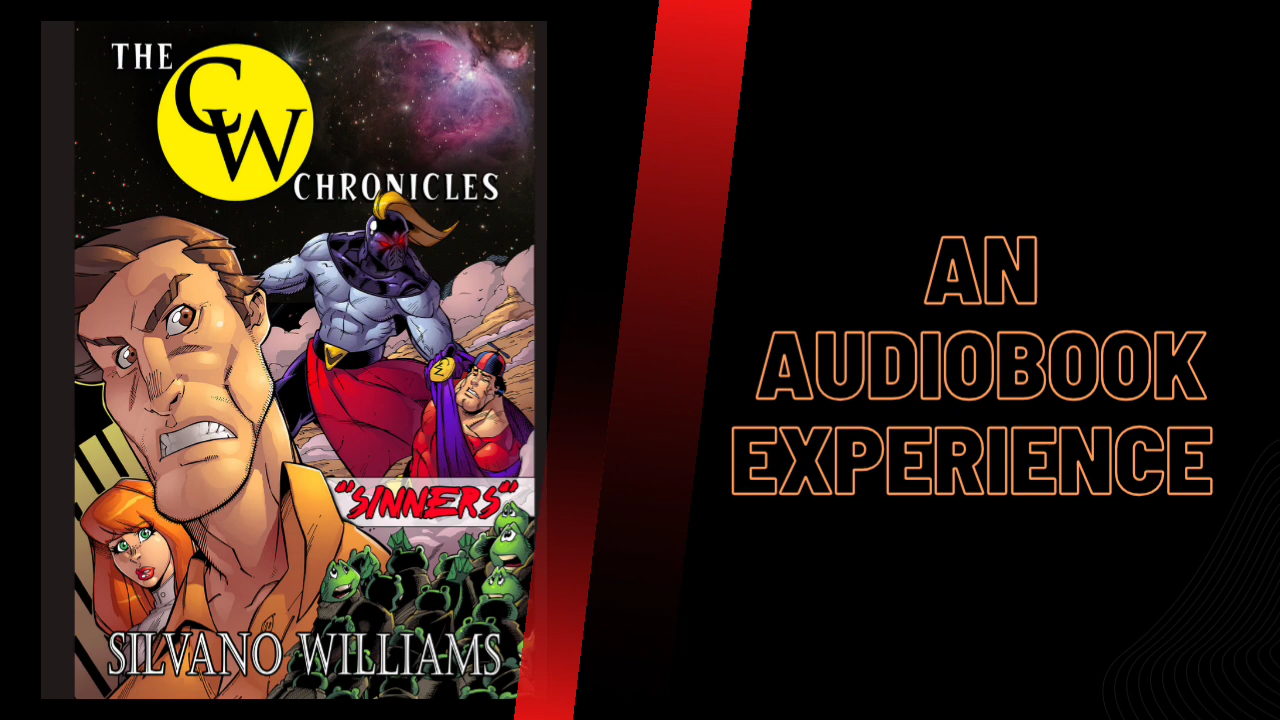 THE
CW
CHRONICLES
"SINNERS"
SILVANO WILLIAMS
AN
AUDIOBOOK
EXPERIENCE